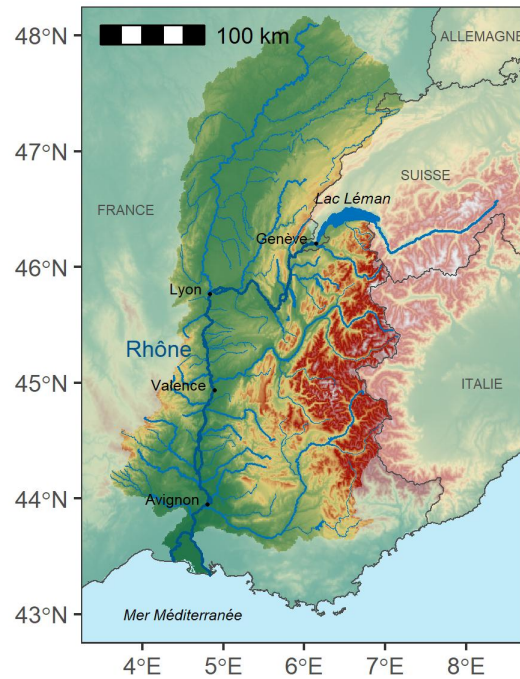 48°N
100 km
ALLEMAGNE
47°N
SUISSE
Lac Léman
FRANCE
Genève
46°N
Lyon
Rhône
45°N
Valence
ITALIE
44°N
Avignon
43°N
Mer Méditerranée
4°E
5°E
6°E
7°E
8°E